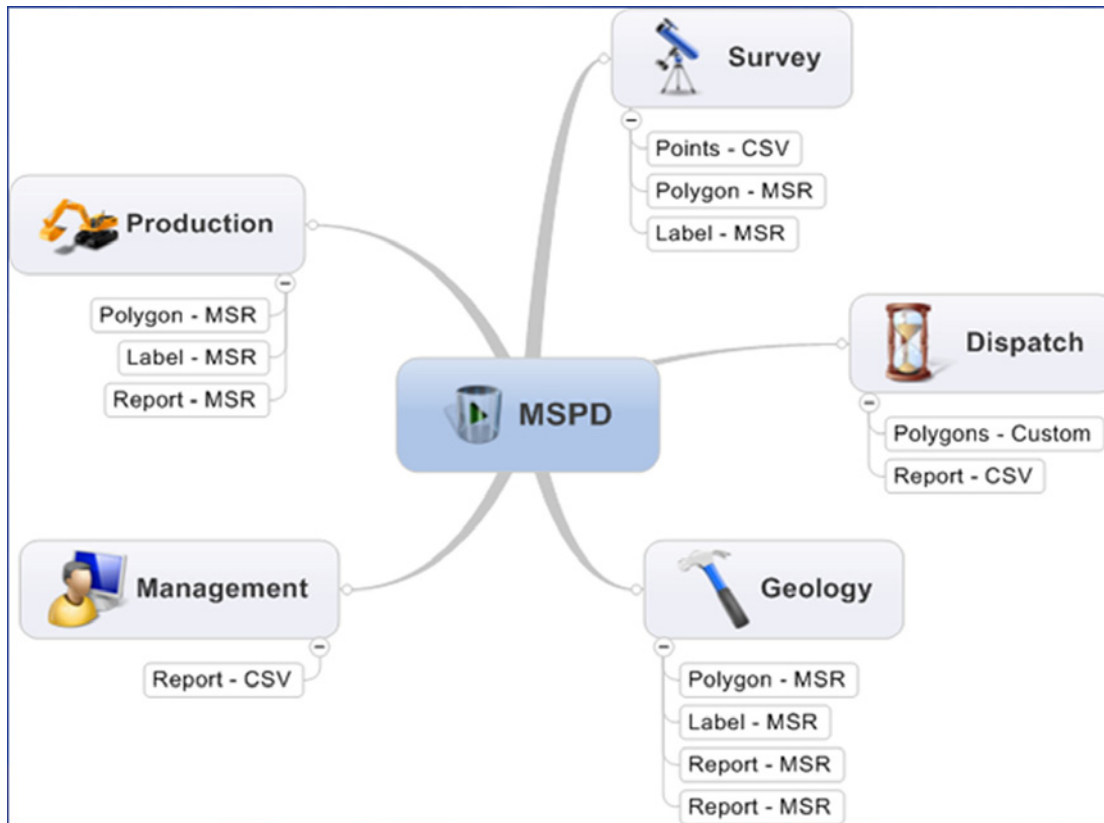 Survey
Points - CSV
Polygon - MSR
Label - MSR
Production
Polygon - MSR
Label - MSR
Report - MSR
Dispatch
Polygons - Custom
Report - CSV
MSPD
Management
Report - CSV
Geology
Polygon - MSR
Label - MSR
Report - MSR
Report - MSR